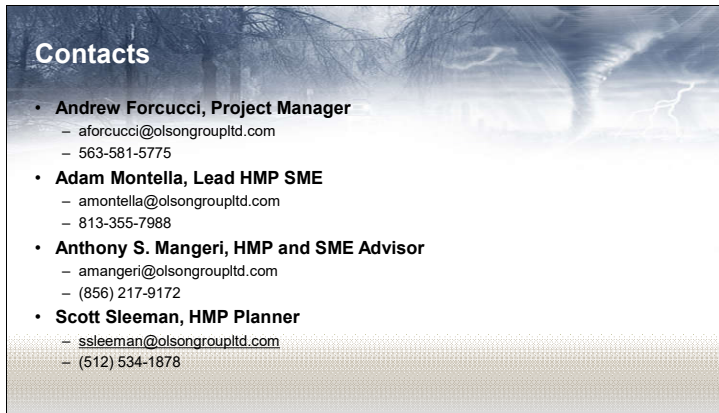 Contacts
• Andrew Forcucci, Project Manager
– aforcucci@olsongroupltd.com
– 563-581-5775
• Adam Montella, Lead HMP SME
– amontella@olsongroupltd.com
– 813-355-7988
• Anthony S. Mangeri, HMP and SME Advisor
– amangeri@olsongroupltd.com
– (856) 217-9172
• Scott Sleeman, HMP Planner
– ssleeman@olsongroupltd.com
– (512) 534-1878